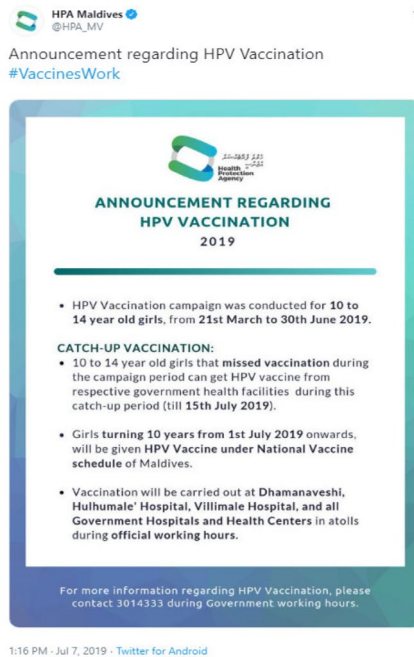 HPA Maldives
@HPA_MV
Announcement regarding HPV Vaccination
#VaccinesWork
Health
Protection
Agency
ANNOUNCEMENT REGARDING
HPV VACCINATION
2019
• HPV Vaccination campaign was conducted for 10 to
14 year old girls, from 21st March to 30th June 2019.
CATCH-UP VACCINATION:
• 10 to 14 year old girls that missed vaccination during
the campaign period can get HPV vaccine from
respective government health facilities during this
catch-up period (till 15th July 2019).
• Girls turning 10 years from 1st July 2019 onwards,
will be given HPV Vaccine under National Vaccine
schedule of Maldives.
• Vaccination will be carried out at Dhamanaveshi,
Hulhumale' Hospital, Villimale Hospital, and all
Government Hospitals and Health Centers in atolls
during official working hours.
For more information regarding HPV Vaccination, please
contact 3014333 during Government working hours.
1:16 PM · Jul 7, 2019 · Twitter for Android